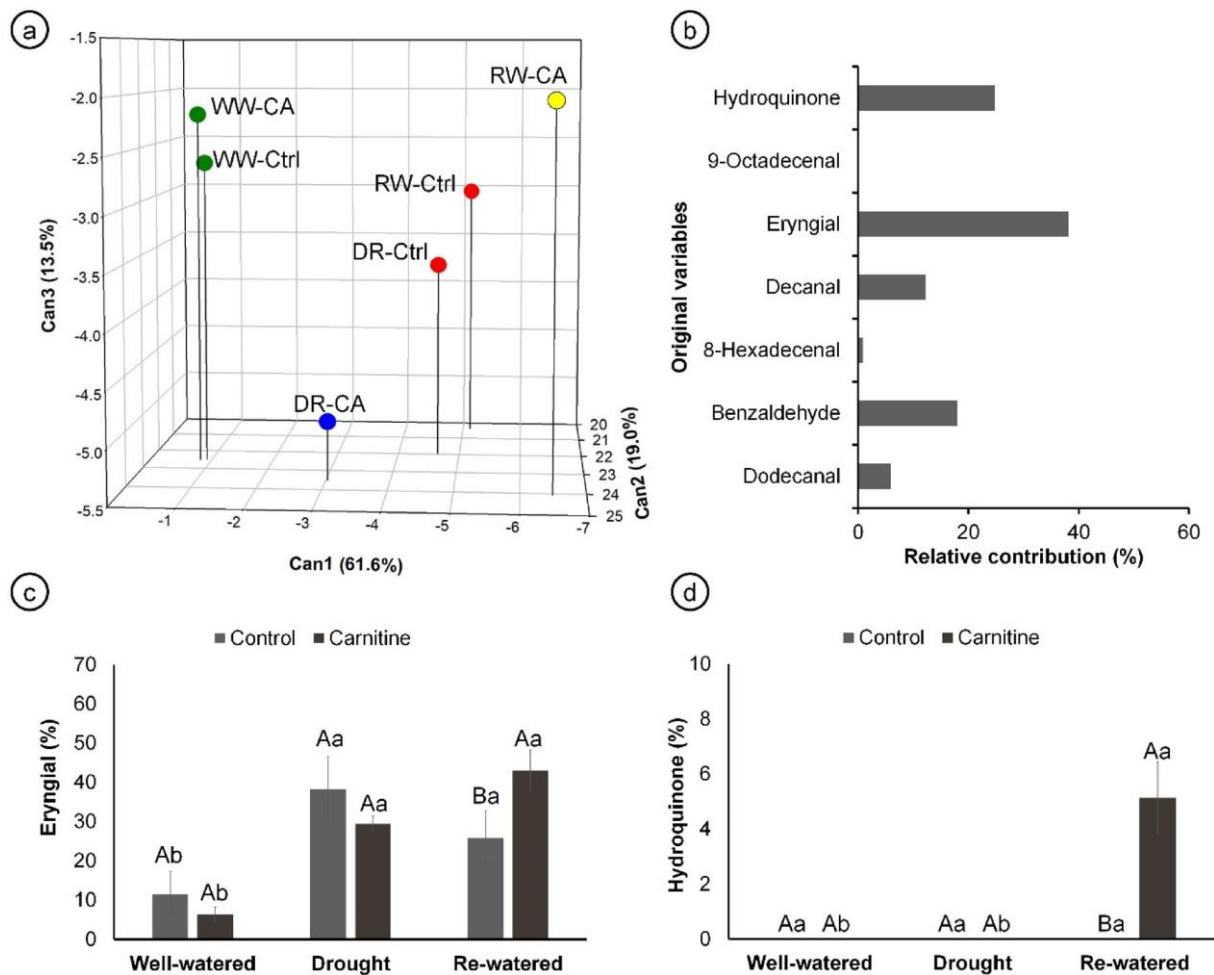 a
-1.5
-2.0
-2.5
-3.0
-3.5
-4.0
-4.5
-5.0
-5.5
Can3 (13.5%)
WW-CA
WW-Ctrl
RW-CA
RW-Ctrl
DR-Ctrl
DR-CA
20
21
22
23
24
25
Can2 (19.0%)
-1 -2 -3 -4 -5 -6 -7
Can1 (61.6%)
b
Original variables
Hydroquinone
9-Octadecenal
Eryngial
Decanal
8-Hexadecenal
Benzaldehyde
Dodecanal
0 20 40 60
Relative contribution (%)
c
Control Carnitine
Eryngial (%)
70
60
50
40
30
20
10
0
Ab Ab Aa Aa Ba Aa
Well-watered Drought Re-watered
d
Control Carnitine
Hydroquinone (%)
10
8
6
4
2
0
Aa Ab Aa Ab Ba Aa
Well-watered Drought Re-watered